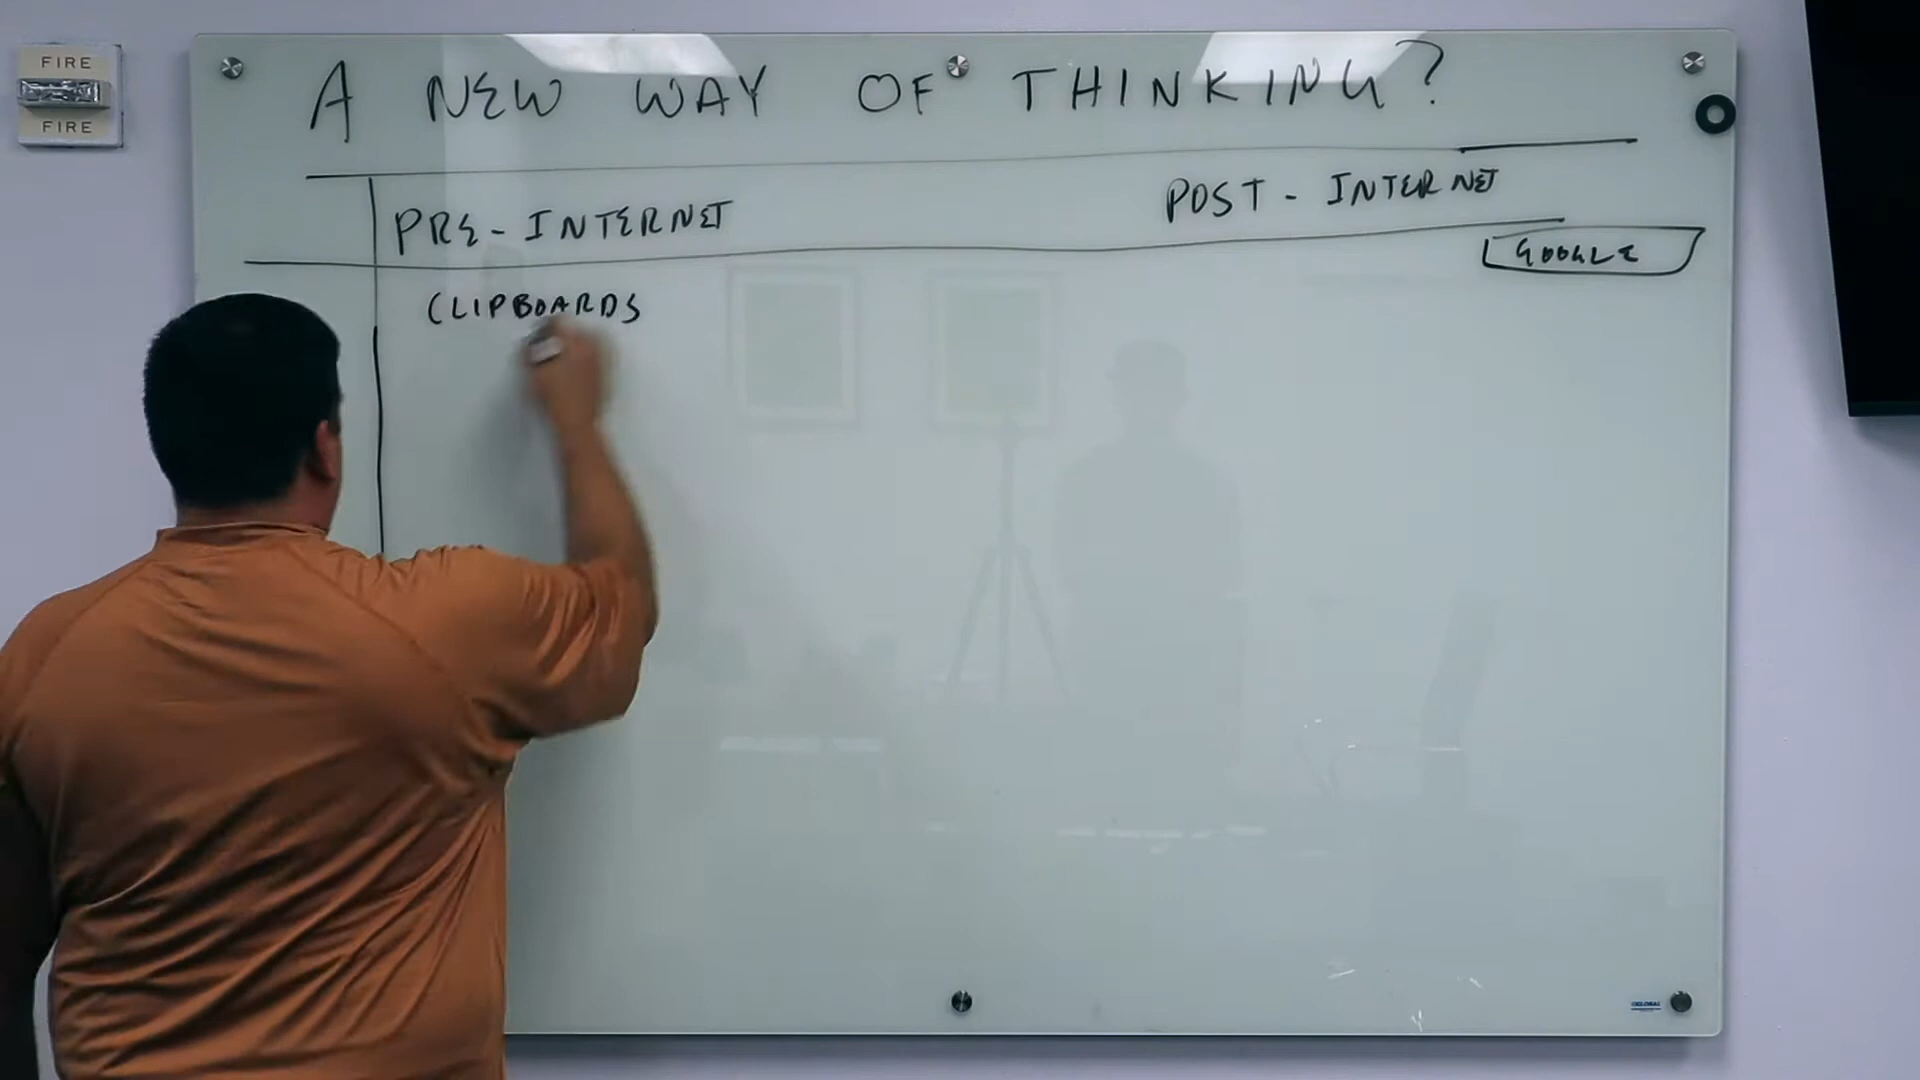 FIRE
FIRE
A NEW WAY OF THINKING?
PRE-INTERNET
POST-INTERNET
GOOGLE
CLIPBOARDS